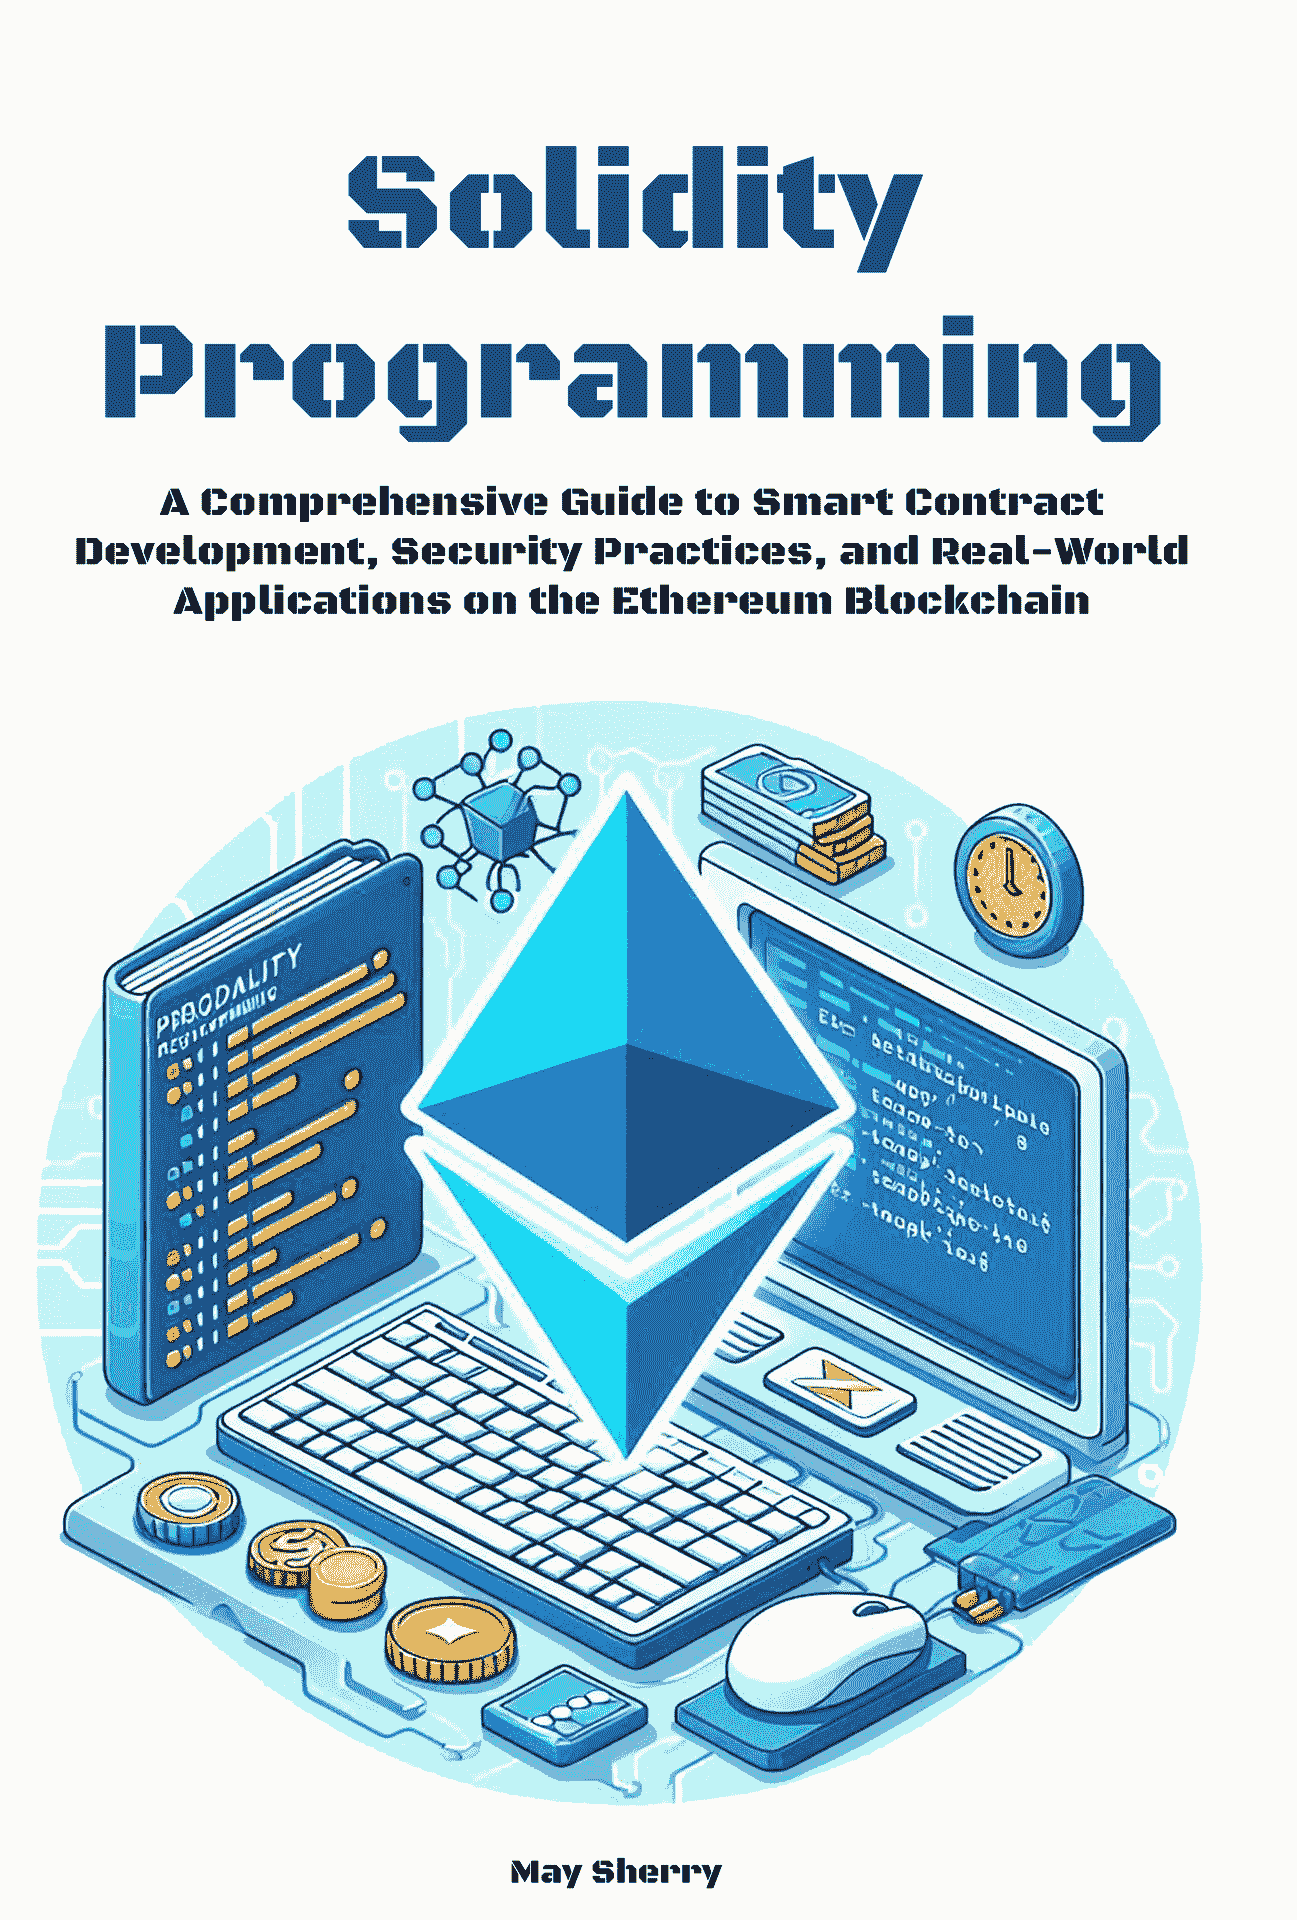 Solidity
Programming
A Comprehensive Guide to Smart Contract
Development, Security Practices, and Real-World
Applications on the Ethereum Blockchain
May Sherry